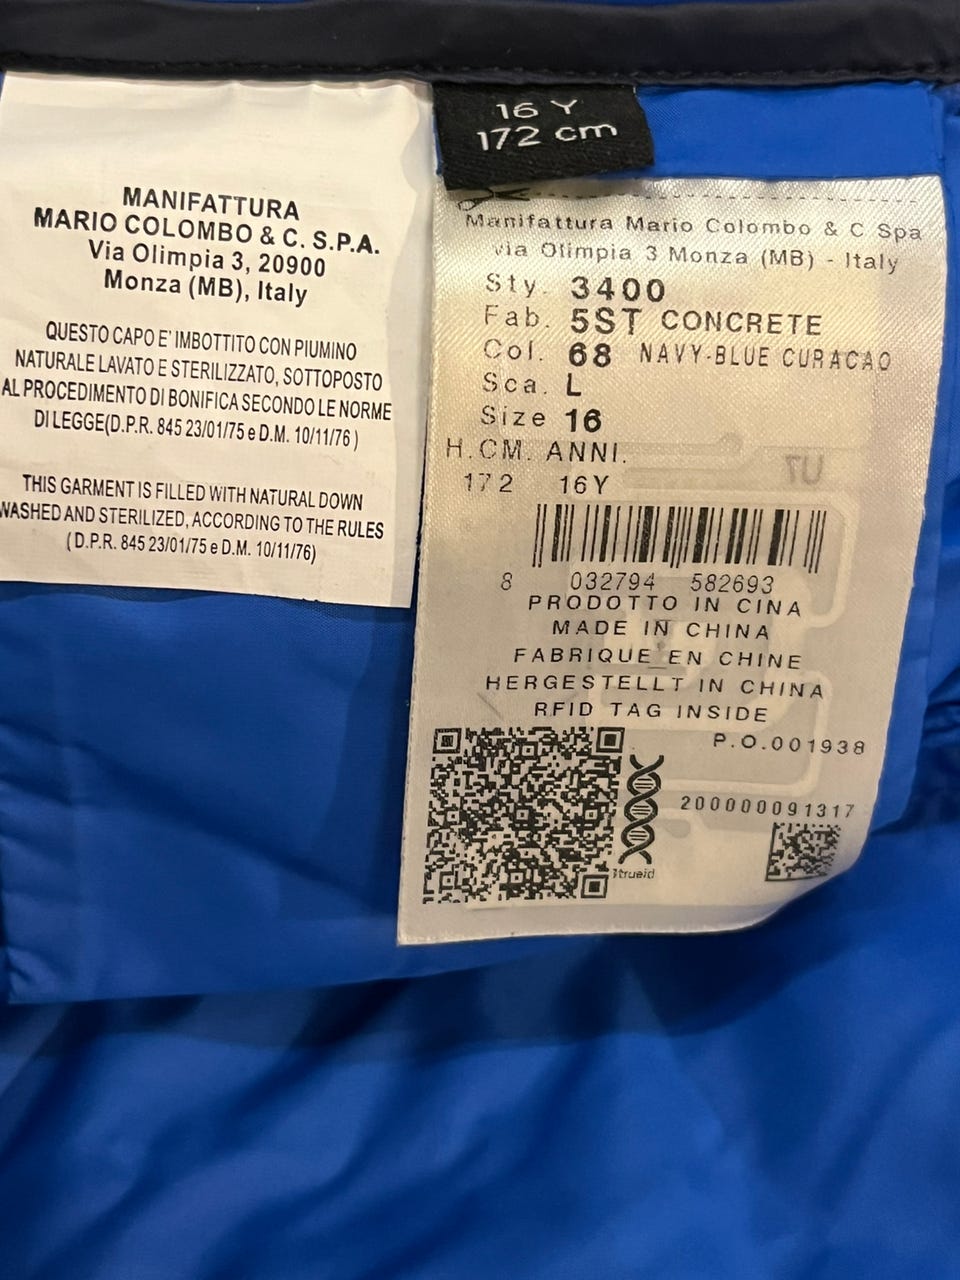 MANIFATTURA
MARIO COLOMBO & C. S.P.A.
Via Olimpia 3, 20900
Monza (MB), Italy
QUESTO CAPO E' IMBOTTITO CON PIUMINO
NATURALE LAVATO E STERILIZZATO, SOTTOPOSTO
AL PROCEDIMENTO DI BONIFICA SECONDO LE NORME
DI LEGGE(D.P.R. 845 23/01/75 e D.M. 10/11/76 )
THIS GARMENT IS FILLED WITH NATURAL DOWN
WASHED AND STERILIZED, ACCORDING TO THE RULES
( D.P.R. 845 23/01/75 e D.M. 10/11/76)
16 Y
172 cm
Manifattura Mario Colombo & C Spa
via Olimpia 3 Monza (MB) - Italy
Sty. 3400
Fab. 5ST CONCRETE
Col. 68 NAVY-BLUE CURACAO
Sca. L
Size 16
H.CM. ANNI.
172 16Y
U7
8 032794 582693
PRODOTTO IN CINA
MADE IN CHINA
FABRIQUE EN CHINE
HERGESTELLT IN CHINA
RFID TAG INSIDE
P.O.001938
200000091317
trueid